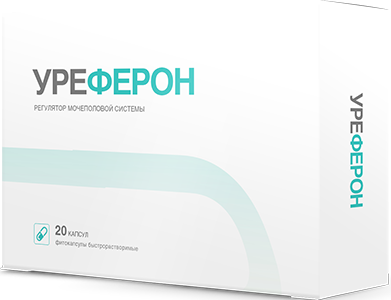 УРЕФЕРОН
РЕГУЛЯТОР МОЧЕПОЛОВОЙ СИСТЕМЫ
20 КАПСУЛ
фитокапсулы быстрорастворимые
УРЕФЕРОН